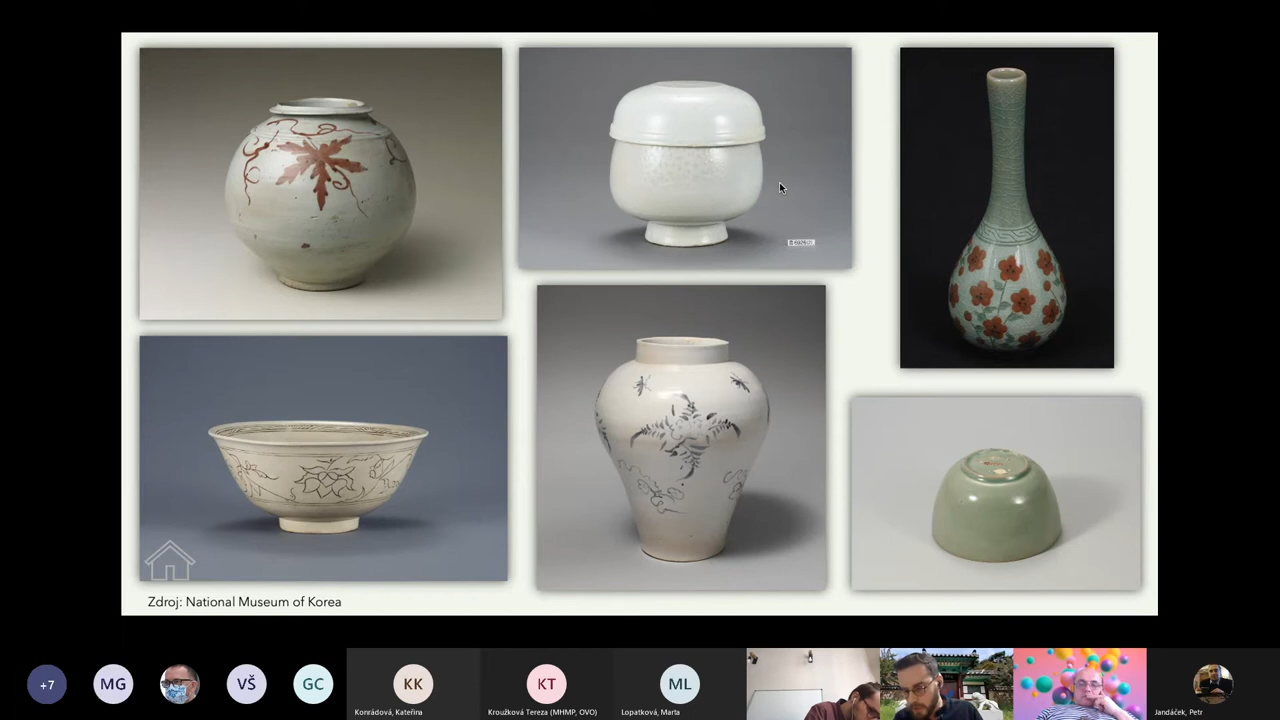 Zdroj: National Museum of Korea
+7
MG
VŠ
GC
KK
Konrádová, Kateřina
KT
Kroužková Tereza (MHMP, OVO)
ML
Lopatková, Marta
Jandáček, Petr